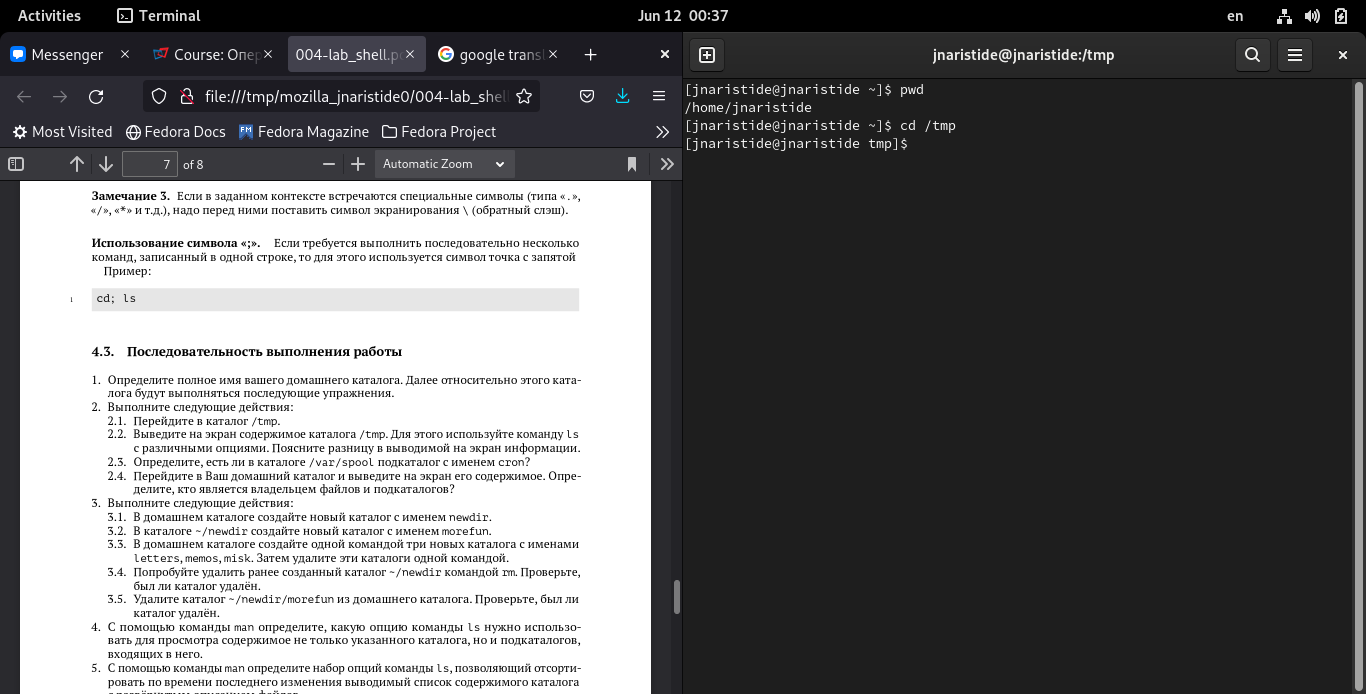 Activities
Terminal
Jun 12 00:37
en
Messenger
Course: Опер
004-lab_shell.p
google transl
file:///tmp/mozilla_jnaristide0/004-lab_shel
Most Visited
Fedora Docs
Fedora Magazine
Fedora Project
7 of 8
Automatic Zoom
Замечание 3. Если в заданном контексте встречаются специальные символы (типа «.»,
«/», «*» и т.д.), надо перед ними поставить символ экранирования \ (обратный слэш).
Использование символа «;». Если требуется выполнить последовательно несколько
команд, записанный в одной строке, то для этого используется символ точка с запятой
Пример:
1 cd; ls
4.3. Последовательность выполнения работы
1. Определите полное имя вашего домашнего каталога. Далее относительно этого ката-
лога будут выполняться последующие упражнения.
2. Выполните следующие действия:
2.1. Перейдите в каталог /tmp.
2.2. Выведите на экран содержимое каталога /tmp. Для этого используйте команду ls
с различными опциями. Поясните разницу в выводимой на экран информации.
2.3. Определите, есть ли в каталоге /var/spool подкаталог с именем cron?
2.4. Перейдите в Ваш домашний каталог и выведите на экран его содержимое. Опре-
делите, кто является владельцем файлов и подкаталогов?
3. Выполните следующие действия:
3.1. В домашнем каталоге создайте новый каталог с именем newdir.
3.2. В каталоге ~/newdir создайте новый каталог с именем morefun.
3.3. В домашнем каталоге создайте одной командой три новых каталога с именами
letters, memos, misk. Затем удалите эти каталоги одной командой.
3.4. Попробуйте удалить ранее созданный каталог ~/newdir командой rm. Проверьте,
был ли каталог удалён.
3.5. Удалите каталог ~/newdir/morefun из домашнего каталога. Проверьте, был ли
каталог удалён.
4. С помощью команды man определите, какую опцию команды ls нужно использо-
вать для просмотра содержимое не только указанного каталога, но и подкаталогов,
входящих в него.
5. С помощью команды man определите набор опций команды ls, позволяющий отсорти-
ровать по времени последнего изменения выводимый список содержимого каталога
jnaristide@jnaristide:/tmp
[jnaristide@jnaristide ~]$ pwd
/home/jnaristide
[jnaristide@jnaristide ~]$ cd /tmp
[jnaristide@jnaristide tmp]$